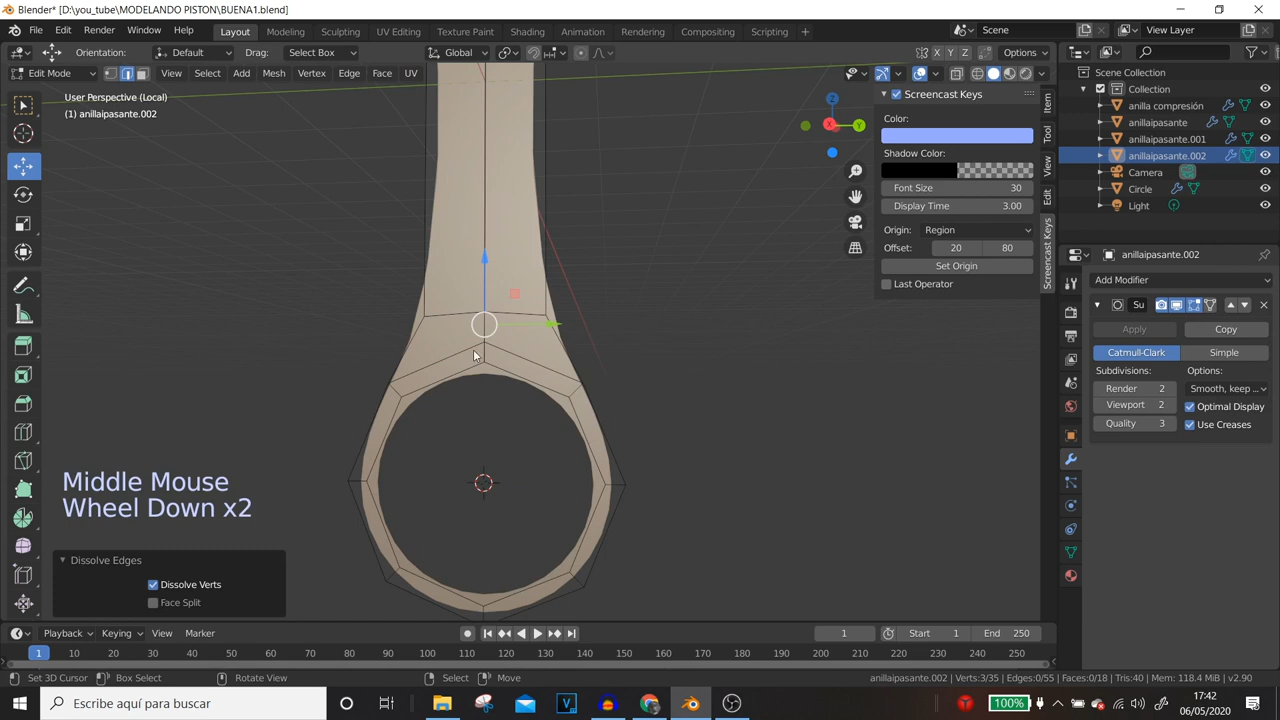 Blender* [D:\you_tube\MODELANDO PISTON\BUENA1.blend]
File Edit Render Window Help Layout Modeling Sculpting UV Editing Texture Paint Shading Animation Rendering Compositing Scripting + Scene View Layer
Orientation: Default Drag: Select Box Global X Y Z Options
Edit Mode View Select Add Mesh Vertex Edge Face UV
User Perspective (Local)
(1) anillaipasante.002
Z
X
Y
Screencast Keys
Color:
Shadow Color:
Font Size 30
Display Time 3.00
Origin: Region
Offset: 20 80
Set Origin
Last Operator
Item
Tool
View
Edit
Screencast Keys
Scene Collection
Collection
anilla compresión
anillaipasante
anillaipasante.001
anillaipasante.002
Camera
Circle
Light
anillaipasante.002
Add Modifier
Su
Apply Copy
Catmull-Clark Simple
Subdivisions: Options:
Render 2 Smooth, keep ...
Viewport 2 Optimal Display
Quality 3 Use Creases
Middle Mouse
Wheel Down x2
Dissolve Edges
Dissolve Verts
Face Split
Playback Keying View Marker 1 Start 1 End 250
1 10 20 30 40 50 60 70 80 90 100 110 120 130 140 150 160 170 180 190 200 210 220 230 240 250
Set 3D Cursor Box Select Rotate View Select Move anillaipasante.002 | Verts:3/35 | Edges:0/55 | Faces:0/18 | Tris:40 | Mem: 118.4 MiB | v2.90
Escribe aquí para buscar 100% 17:42
06/05/2020